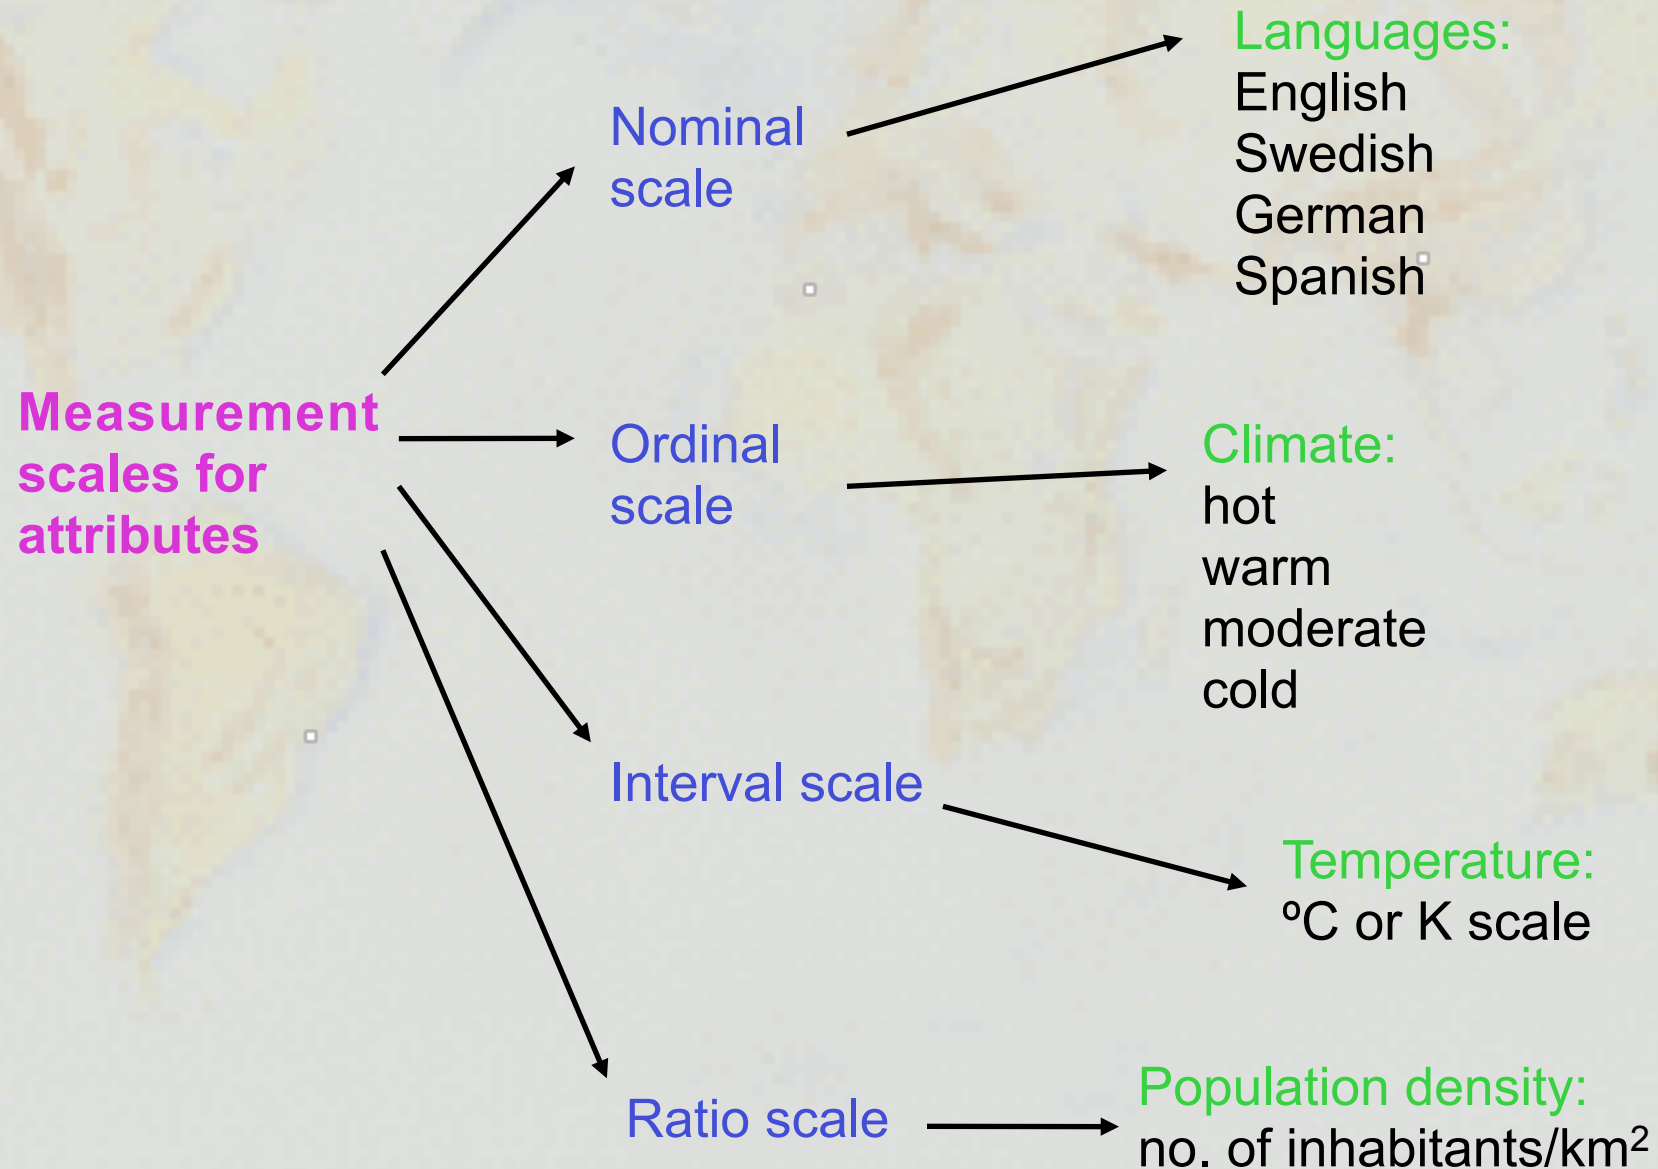 Measurement
scales for
attributes
Nominal
scale
Languages:
English
Swedish
German
Spanish
Ordinal
scale
Climate:
hot
warm
moderate
cold
Interval scale
Temperature:
ºC or K scale
Ratio scale
Population density:
no. of inhabitants/km²